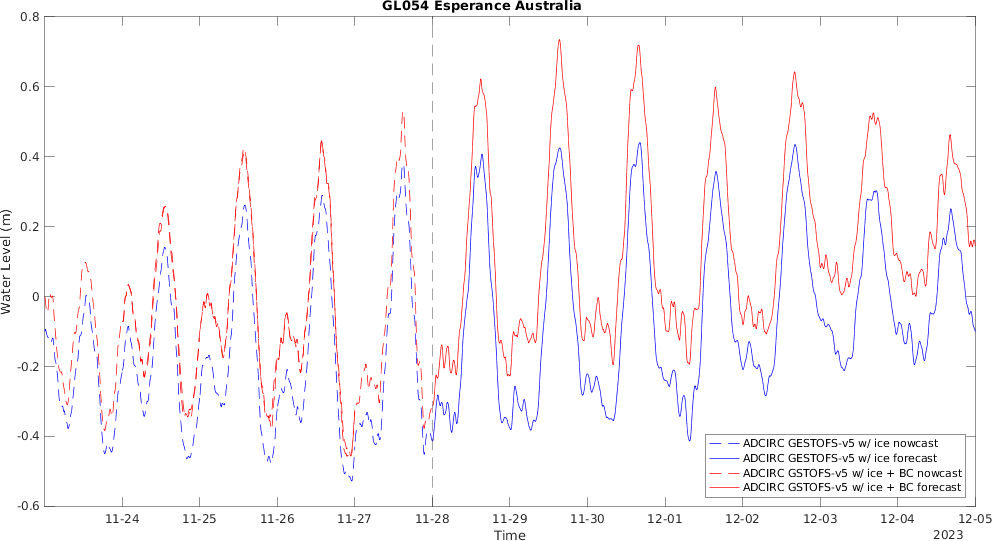 GL054 Esperance Australia
0.8
0.6
0.4
0.2
0
-0.2
-0.4
-0.6
Water Level (m)
ADCIRC GESTOFS-v5 w/ ice nowcast
ADCIRC GESTOFS-v5 w/ ice forecast
ADCIRC GSTOFS-v5 w/ ice + BC nowcast
ADCIRC GSTOFS-v5 w/ ice + BC forecast
11-24 11-25 11-26 11-27 11-28 11-29 11-30 12-01 12-02 12-03 12-04 12-05
Time
2023